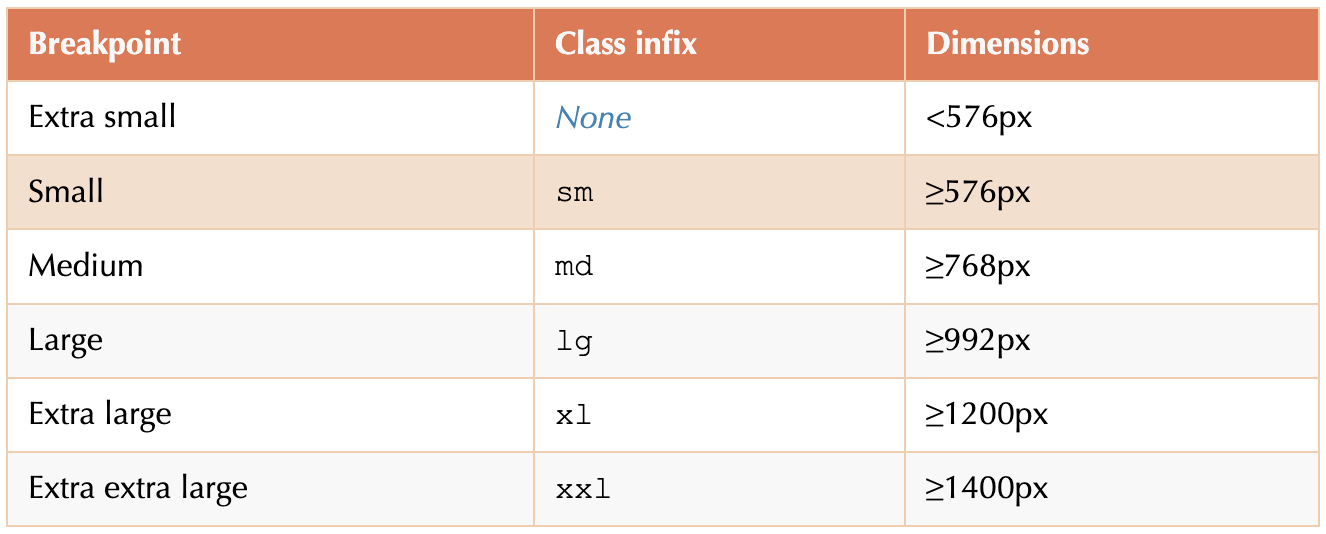 Breakpoint Class infix Dimensions
Extra small None <576px
Small sm ≥576px
Medium md ≥768px
Large lg ≥992px
Extra large xl ≥1200px
Extra extra large xxl ≥1400px